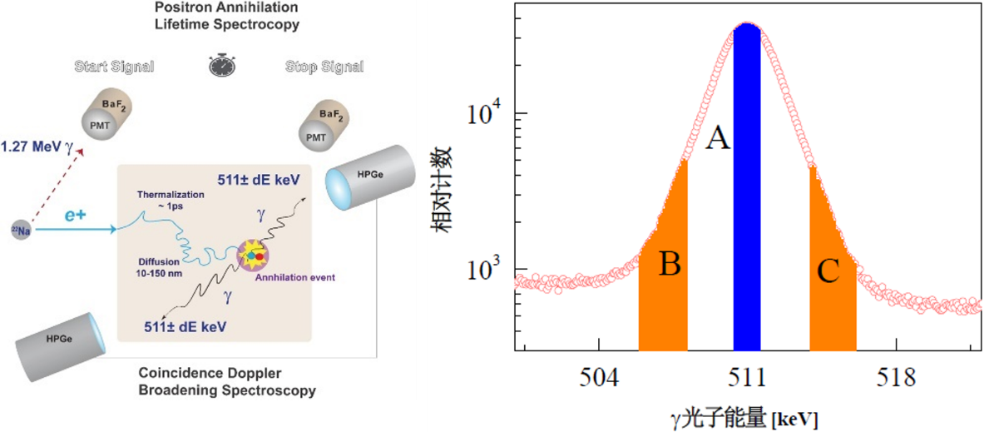 Positron Annihilation
Lifetime Spectrocopy
Start Signal
Stop Signal
BaF2
PMT
BaF2
PMT
1.27 MeV γ
HPGe
511± dE keV
Thermalization
~ 1ps
γ
e+
22Na
Diffusion
10-150 nm
Annhilation event
γ
511± dE keV
HPGe
Coincidence Doppler
Broadening Spectroscopy
相对计数
10^4
10^3
A
B
C
504
511
518
γ光子能量 [keV]